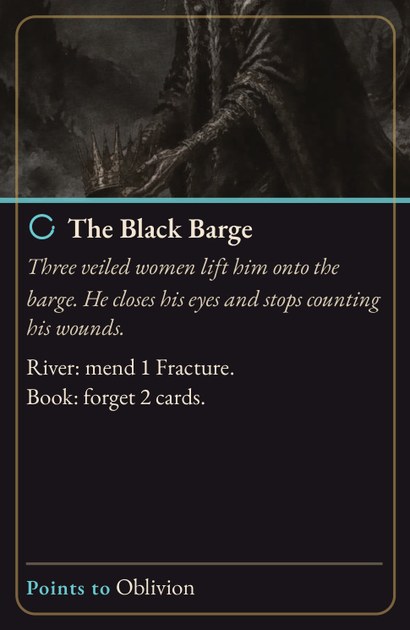 The Black Barge
Three veiled women lift him onto the
barge. He closes his eyes and stops counting
his wounds.
River: mend 1 Fracture.
Book: forget 2 cards.
Points to Oblivion